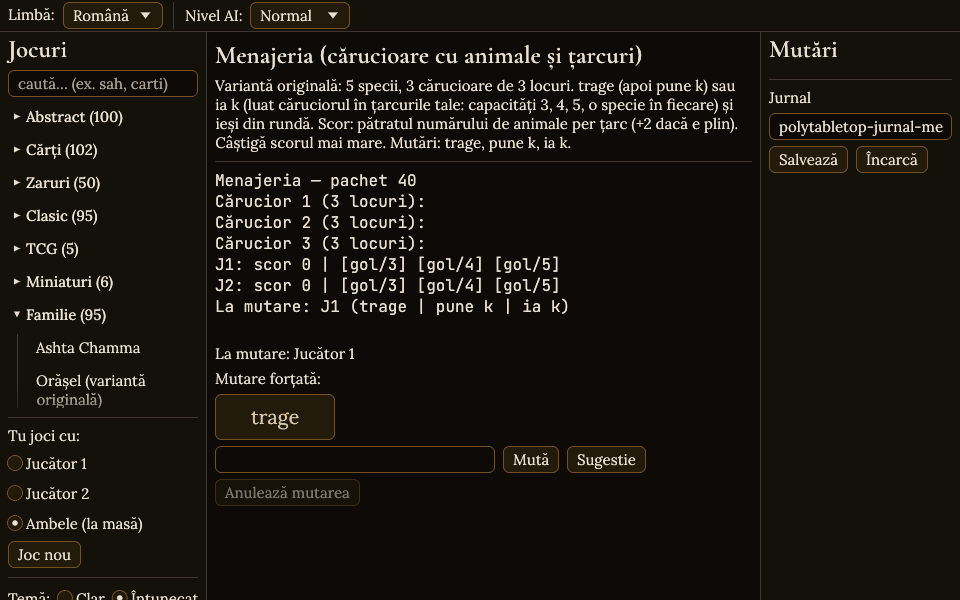 Limbă: Română ▼ Nivel AI: Normal ▼
Jocuri
caută... (ex. sah, carti)
▸ Abstract (100)
▸ Cărți (102)
▸ Zaruri (50)
▸ Clasic (95)
▸ TCG (5)
▸ Miniaturi (6)
▾ Familie (95)
Ashta Chamma
Orășel (variantă
originală)
Tu joci cu:
Jucător 1
Jucător 2
Ambele (la masă)
Joc nou
Temă: Clar Întunecat
Menajeria (cărucioare cu animale și țarcuri)
Variantă originală: 5 specii, 3 cărucioare de 3 locuri. trage (apoi pune k) sau
ia k (luat căruciorul în țarcurile tale: capacități 3, 4, 5, o specie în fiecare) și
ieși din rundă. Scor: pătratul numărului de animale per țarc (+2 dacă e plin).
Câștigă scorul mai mare. Mutări: trage, pune k, ia k.
Menajeria — pachet 40
Cărucior 1 (3 locuri):
Cărucior 2 (3 locuri):
Cărucior 3 (3 locuri):
J1: scor 0 | [gol/3] [gol/4] [gol/5]
J2: scor 0 | [gol/3] [gol/4] [gol/5]
La mutare: J1 (trage | pune k | ia k)
La mutare: Jucător 1
Mutare forțată:
trage
Mută Sugestie
Anulează mutarea
Mutări
Jurnal
polytabletop-jurnal-me
Salvează Încarcă